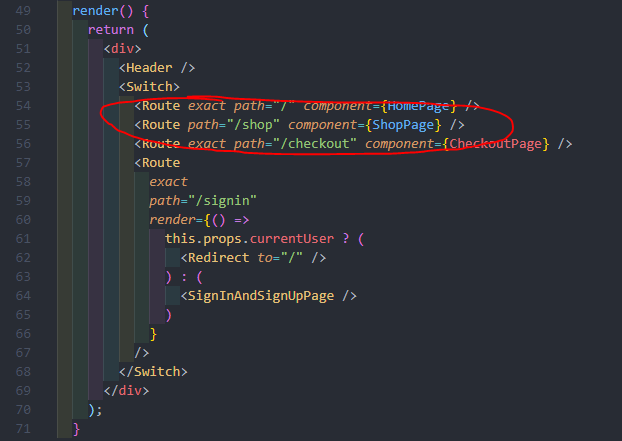 49 render() {
50 return (
51 <div>
52 <Header />
53 <Switch>
54 <Route exact path="/" component={HomePage} />
55 <Route path="/shop" component={ShopPage} />
56 <Route exact path="/checkout" component={CheckoutPage} />
57 <Route
58 exact
59 path="/signin"
60 render={() =>
61 this.props.currentUser ? (
62 <Redirect to="/" />
63 ) : (
64 <SignInAndSignUpPage />
65 )
66 }
67 />
68 </Switch>
69 </div>
70 );
71 }